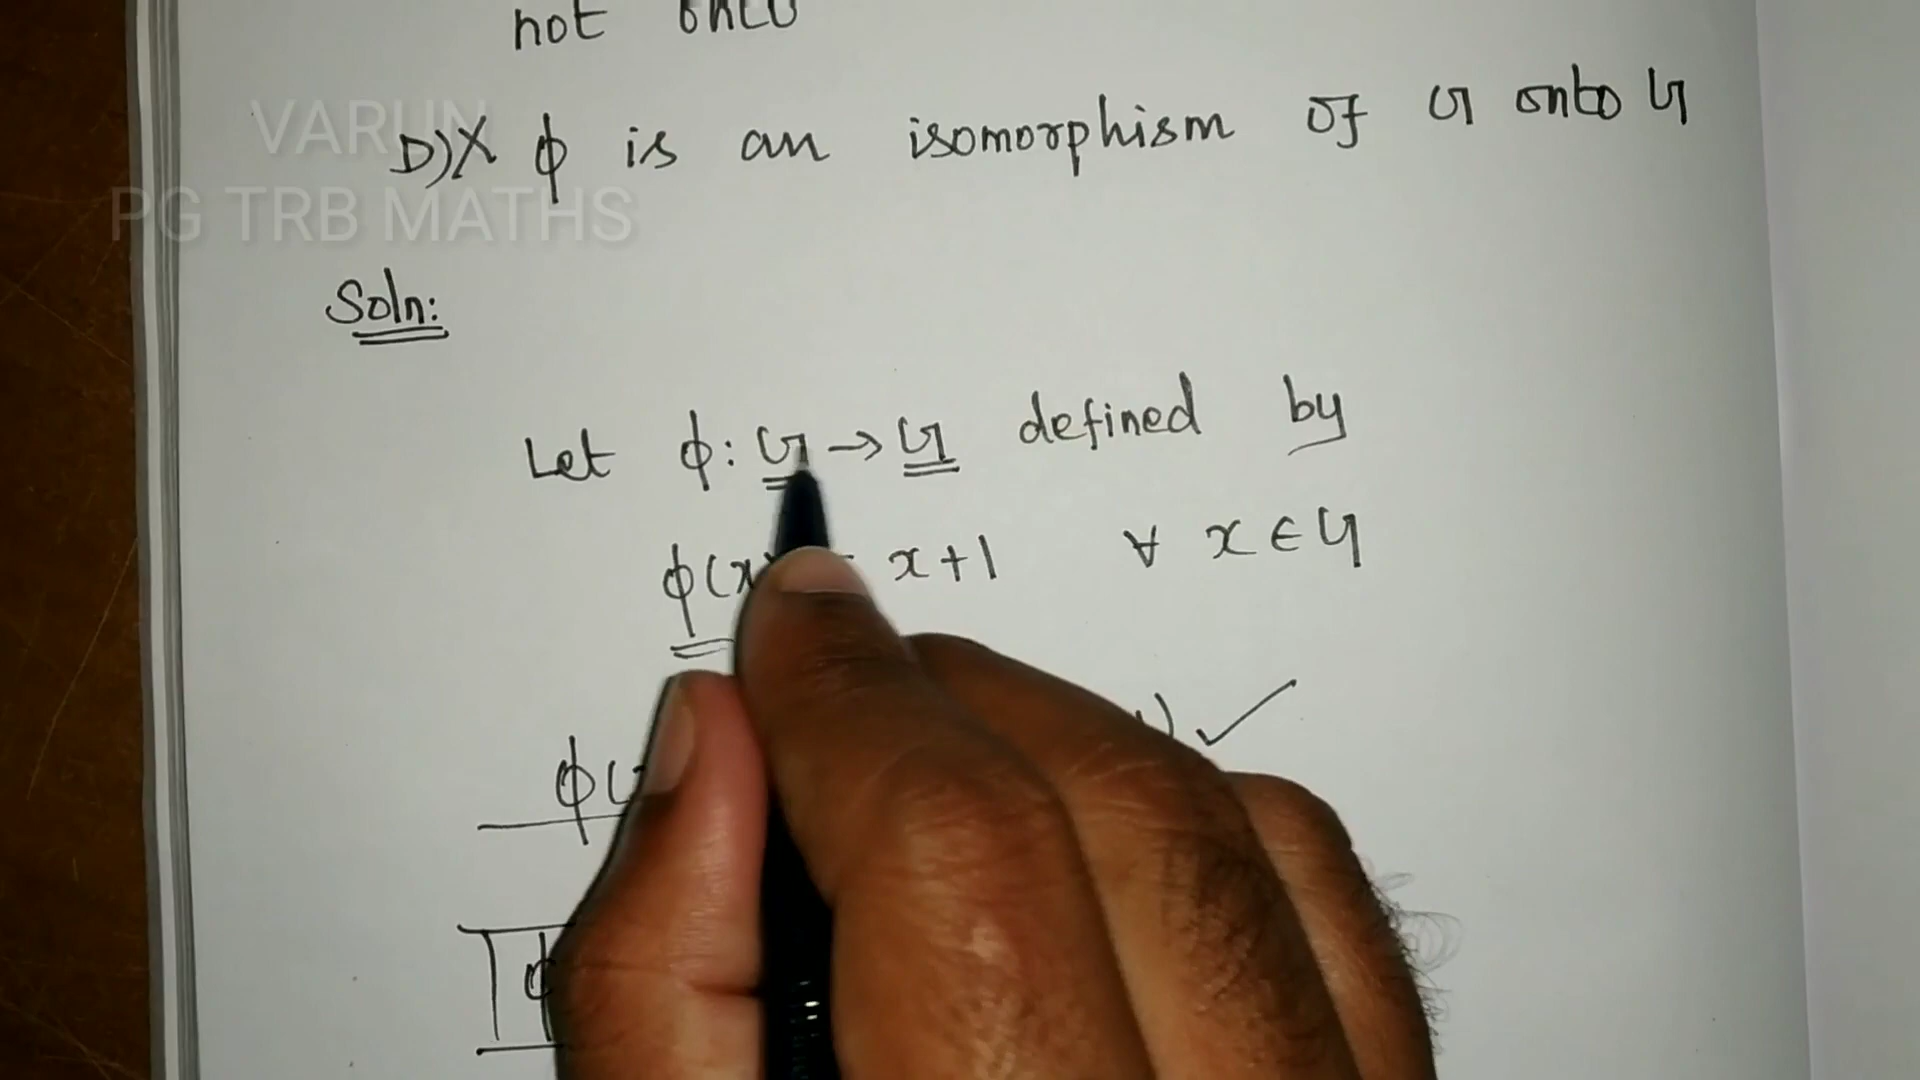 not onto
VARUN
D)X ϕ is an isomorphism of G onto G
PG TRB MATHS
Soln:
Let ϕ: G → G defined by
ϕ(x) = x+1 ∀ x ∈ G
ϕ(
ϕ